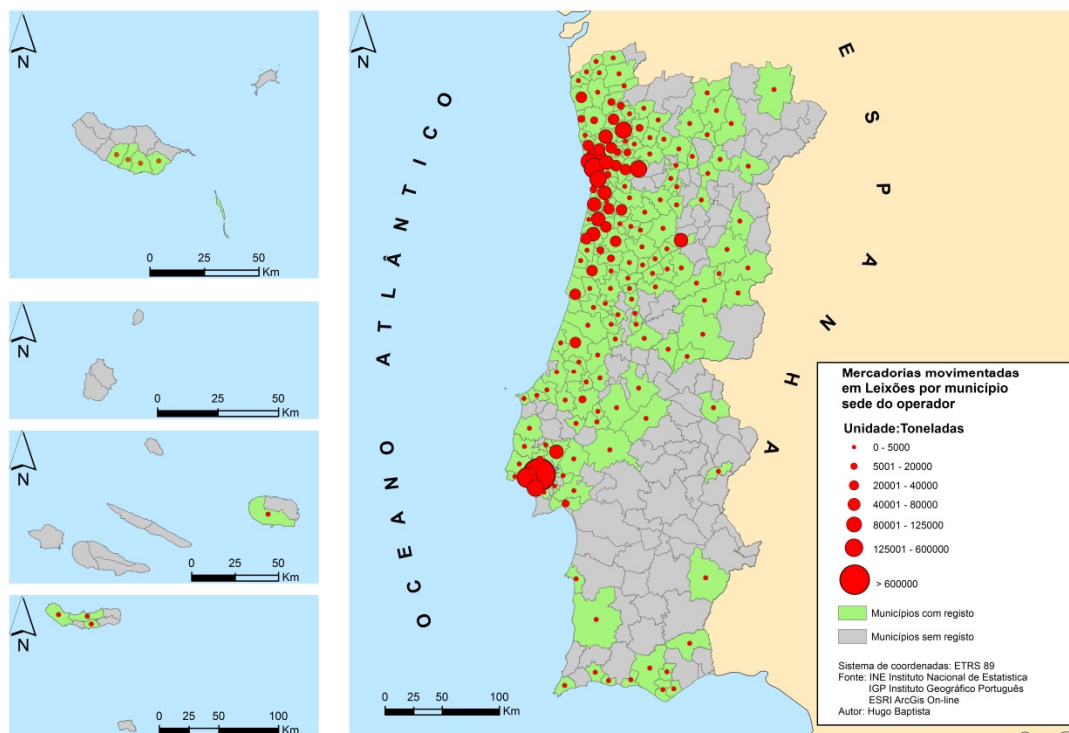 N
0 25 50
Km
N
0 25 50
Km
N
0 25 50
Km
N
0 50 100
Km
N
OCEANO ATLÂNTICO
ESPANHA
0 50 100
Km
Mercadorias movimentadas
em Leixões por município
sede do operador
Unidade:Toneladas
0 - 5000
5001 - 20000
20001 - 40000
40001 - 80000
80001 - 125000
125001 - 600000
> 600000
Municípios com registo
Municípios sem registo
Sistema de coordenadas: ETRS 89
Fonte: INE Instituto Nacional de Estatistica
IGP Instituto Geográfico Português
ESRI ArcGis On-line
Autor: Hugo Baptista